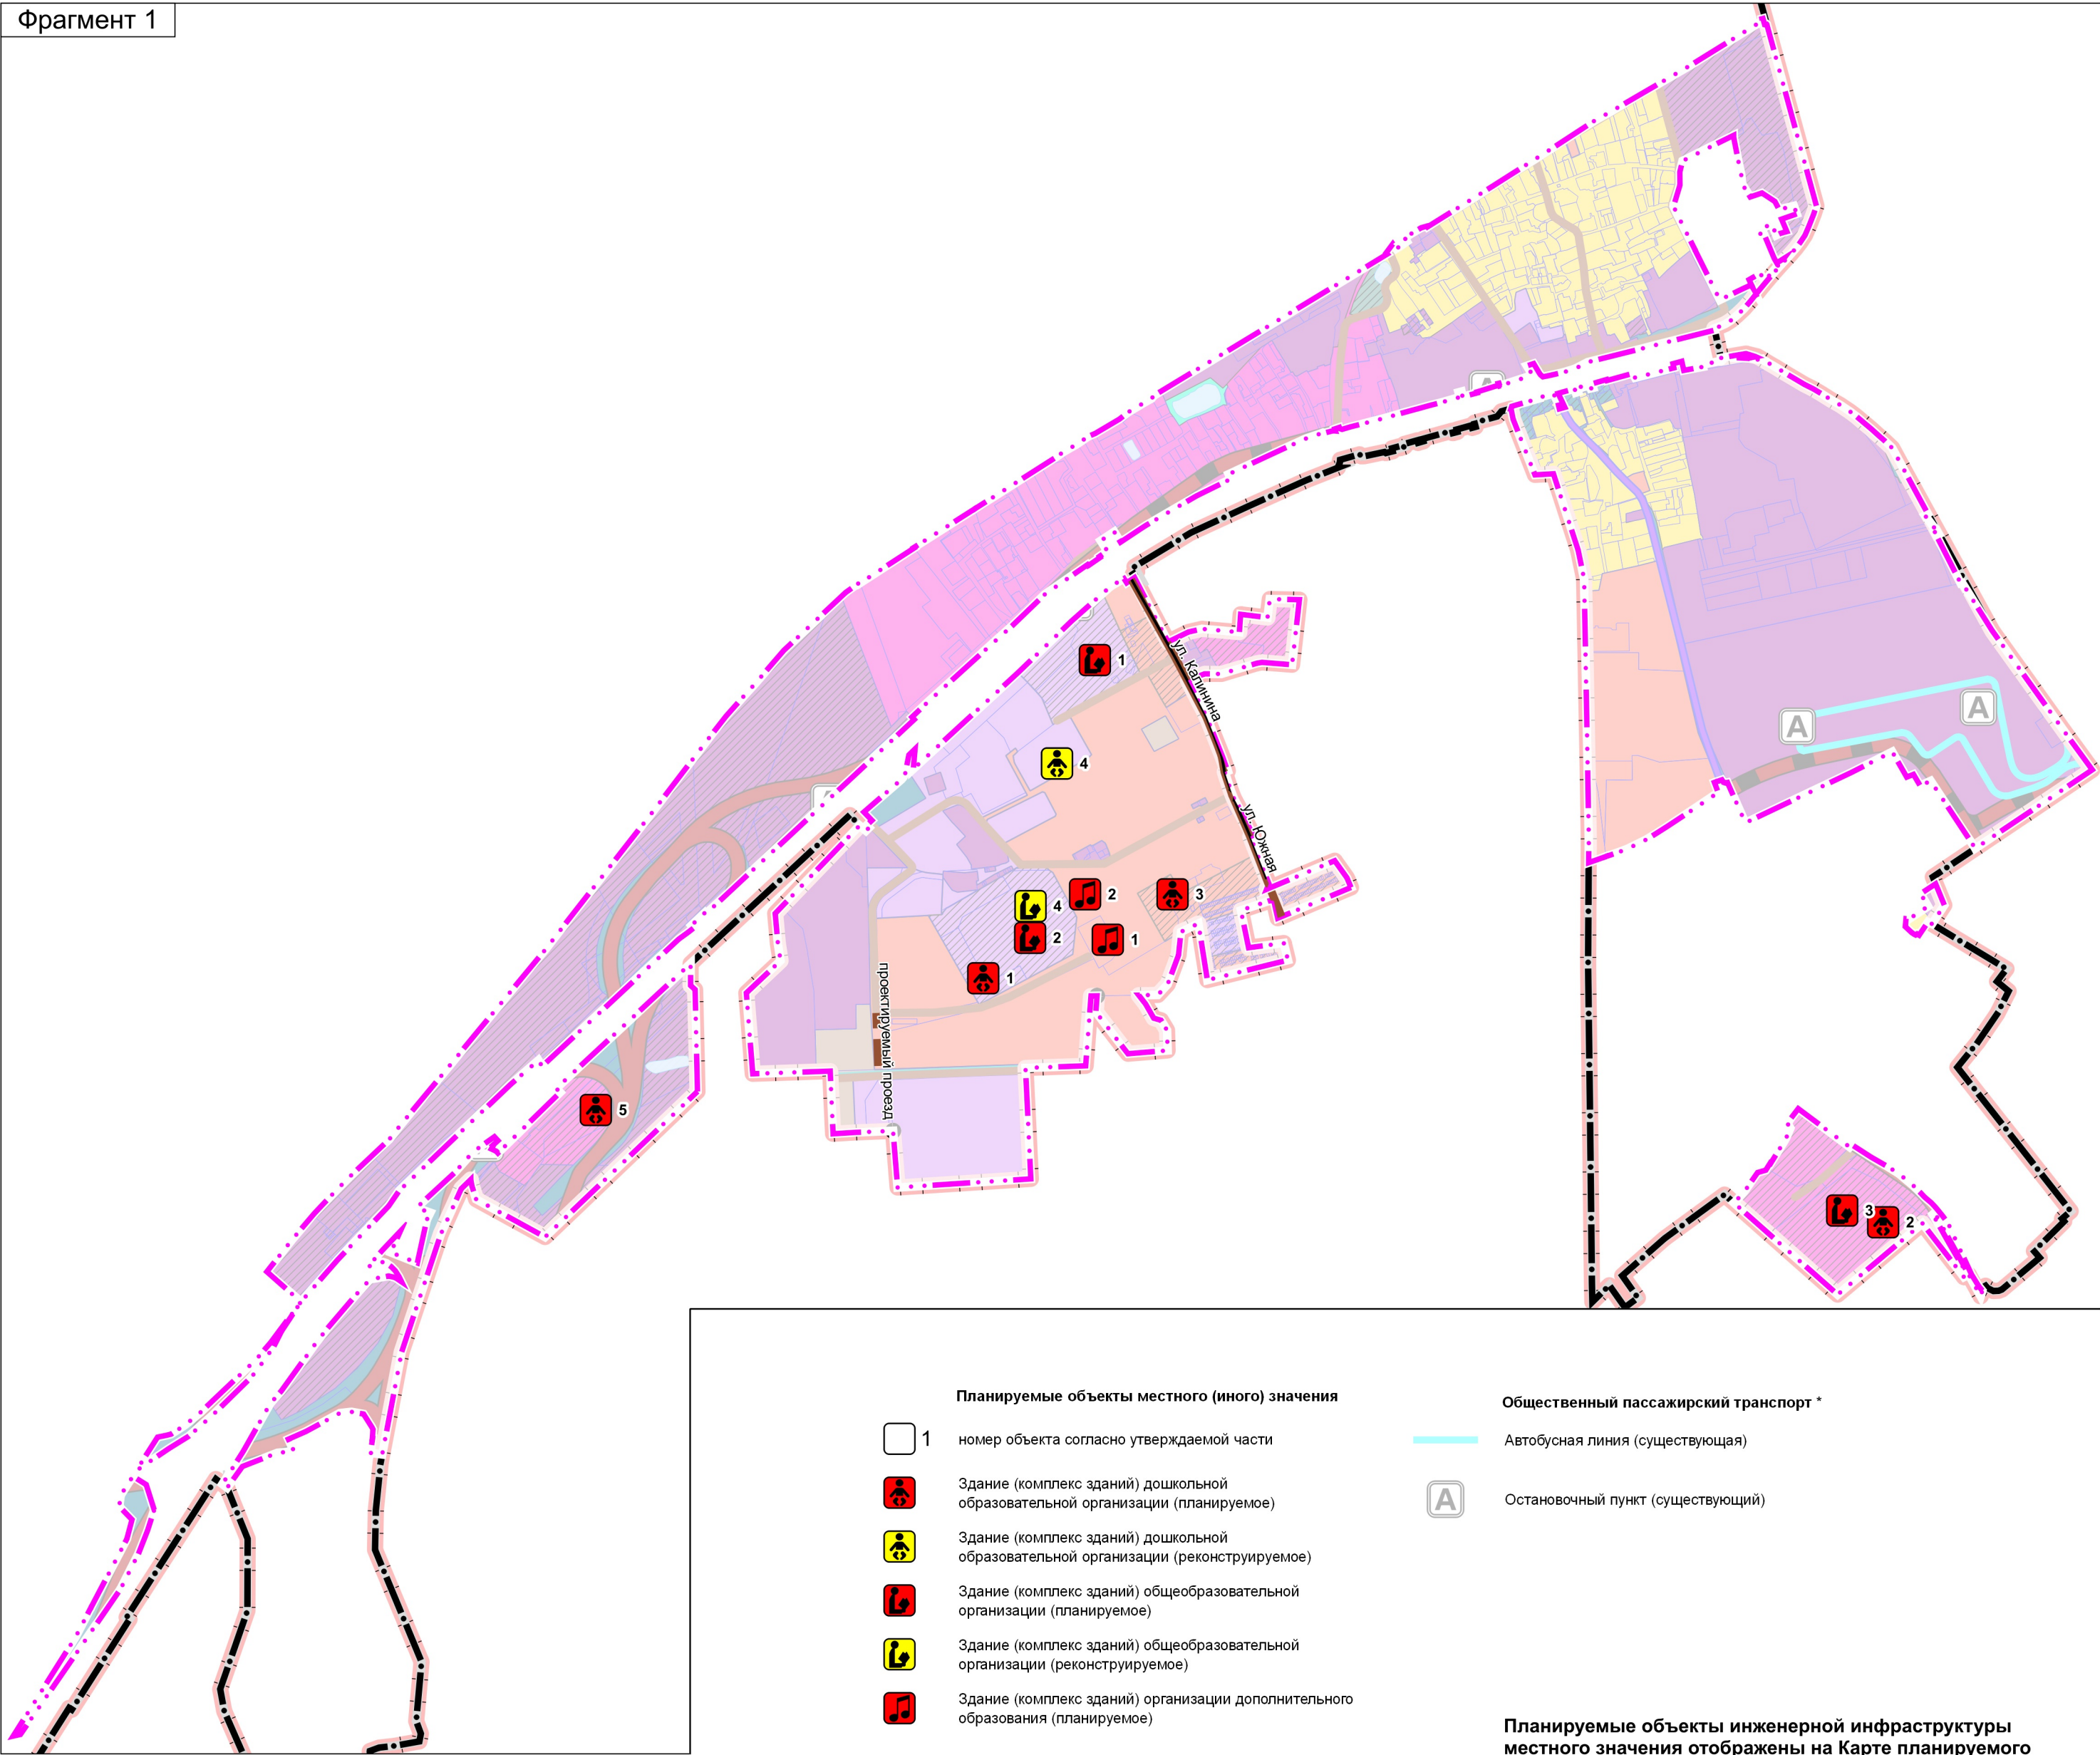 Фрагмент 1
А
ул. Калинина
1
4
А
А
ул. Южная
4
2
3
2
1
1
проектируемый проезд
5
3
2
Планируемые объекты местного (иного) значения
1
номер объекта согласно утверждаемой части
Здание (комплекс зданий) дошкольной
образовательной организации (планируемое)
Здание (комплекс зданий) дошкольной
образовательной организации (реконструируемое)
Здание (комплекс зданий) общеобразовательной
организации (планируемое)
Здание (комплекс зданий) общеобразовательной
организации (реконструируемое)
Здание (комплекс зданий) организации дополнительного
образования (планируемое)
Общественный пассажирский транспорт *
Автобусная линия (существующая)
А
Остановочный пункт (существующий)
Планируемые объекты инженерной инфраструктуры
местного значения отображены на Карте планируемого